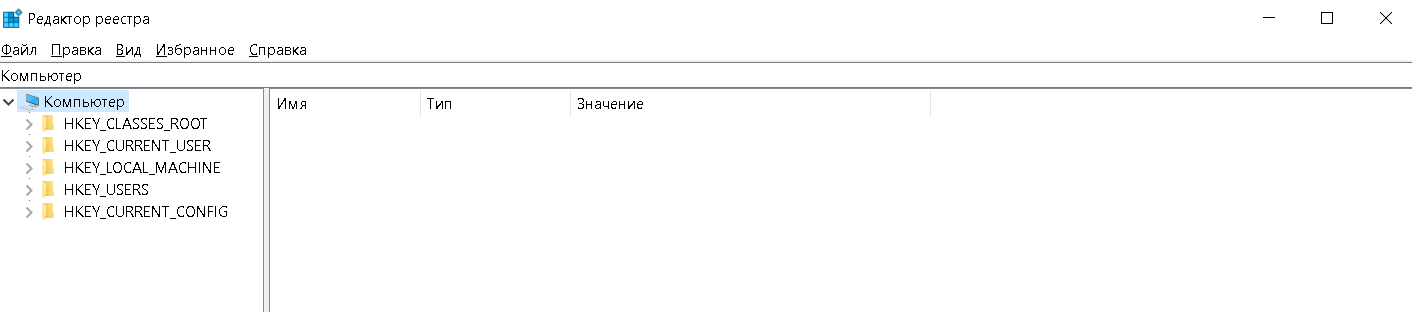 Редактор реестра
Файл Правка Вид Избранное Справка
Компьютер
Компьютер
HKEY_CLASSES_ROOT
HKEY_CURRENT_USER
HKEY_LOCAL_MACHINE
HKEY_USERS
HKEY_CURRENT_CONFIG
Имя Тип Значение